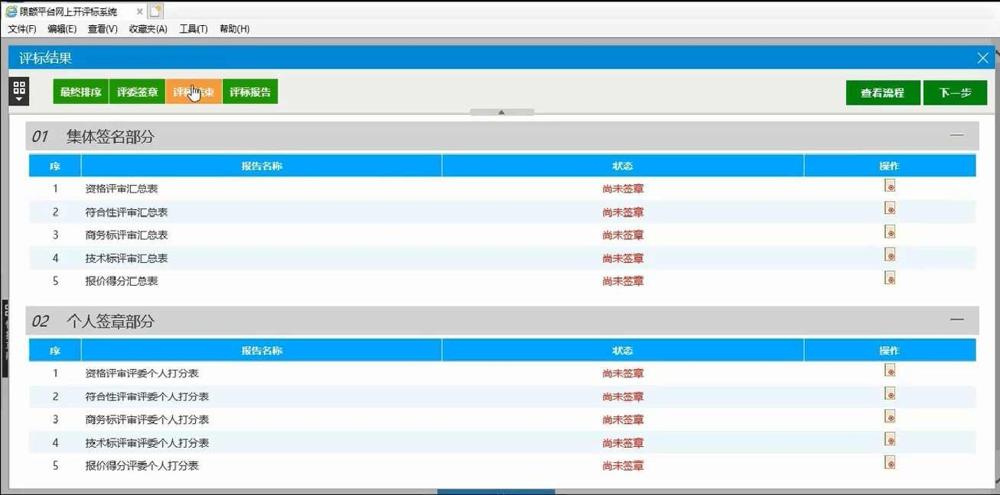 限额平台网上开评标系统
文件(F) 编辑(E) 查看(V) 收藏夹(A) 工具(T) 帮助(H)
评标结果
最终排序 评委签章 评标结束 评标报告 查看流程 下一步
01 集体签名部分
序 报告名称 状态 操作
1 资格评审汇总表 尚未签章
2 符合性评审汇总表 尚未签章
3 商务标评审汇总表 尚未签章
4 技术标评审汇总表 尚未签章
5 报价得分汇总表 尚未签章
02 个人签章部分
序 报告名称 状态 操作
1 资格评审评委个人打分表 尚未签章
2 符合性评审评委个人打分表 尚未签章
3 商务标评审评委个人打分表 尚未签章
4 技术标评审评委个人打分表 尚未签章
5 报价得分评委个人打分表 尚未签章